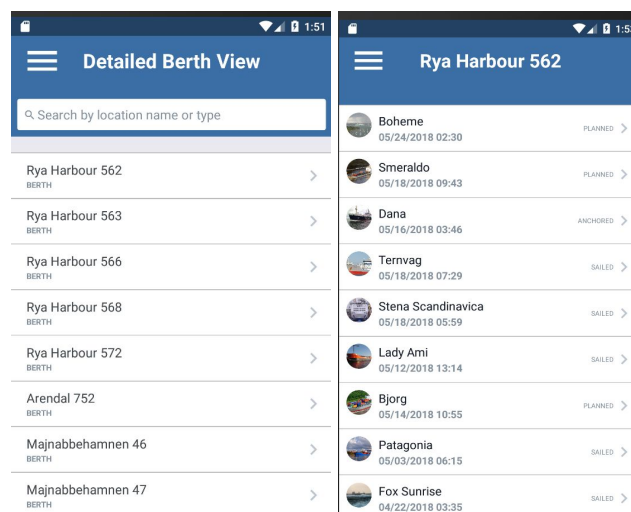 1:51
Detailed Berth View
Search by location name or type
Rya Harbour 562
BERTH
Rya Harbour 563
BERTH
Rya Harbour 566
BERTH
Rya Harbour 568
BERTH
Rya Harbour 572
BERTH
Arendal 752
BERTH
Majnabbehamnen 46
BERTH
Majnabbehamnen 47
BERTH
Rya Harbour 562
Boheme
05/24/2018 02:30
PLANNED
Smeraldo
05/18/2018 09:43
PLANNED
Dana
05/16/2018 03:46
ANCHORED
Ternvag
05/18/2018 07:29
SAILED
Stena Scandinavica
05/18/2018 05:59
SAILED
Lady Ami
05/12/2018 13:14
SAILED
Bjorg
05/14/2018 10:55
PLANNED
Patagonia
05/03/2018 06:15
SAILED
Fox Sunrise
04/22/2018 03:35
SAILED